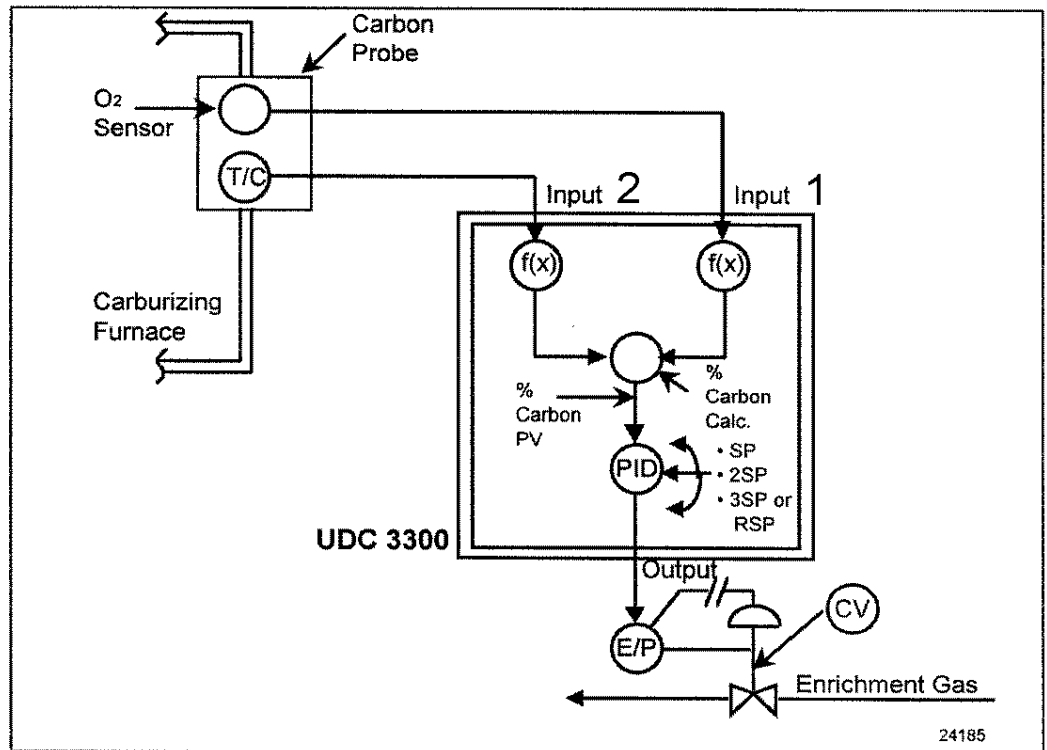 Carbon
Probe
O₂
Sensor
T/C
Input 2
Input 1
f(x)
f(x)
Carburizing
Furnace
%
Carbon
PV
%
Carbon
Calc.
PID
• SP
• 2SP
• 3SP or
RSP
UDC 3300
Output
E/P
CV
Enrichment Gas
24185